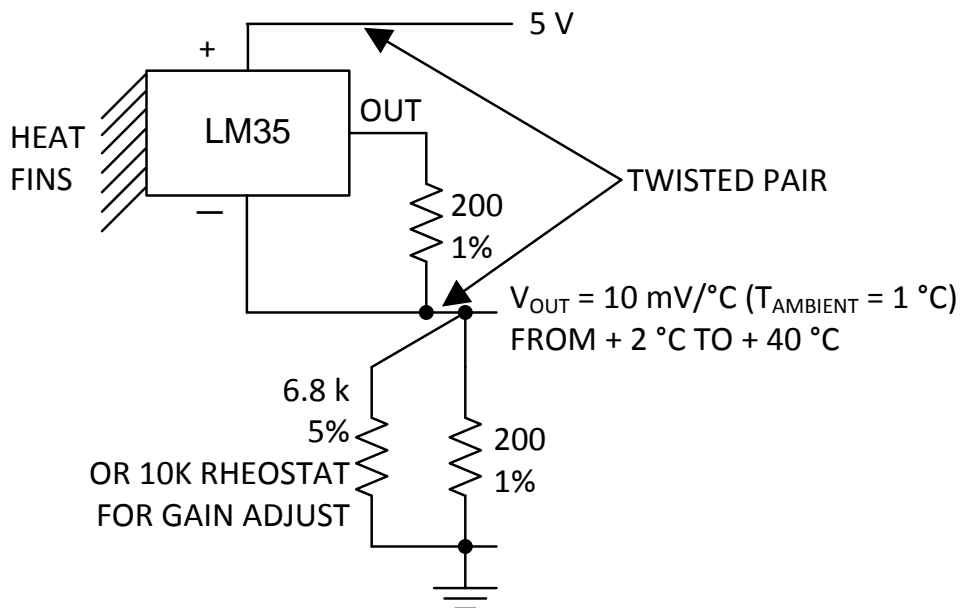 5 V
+
LM35
OUT
HEAT
FINS
—
TWISTED PAIR
200
1%
V_OUT = 10 mV/°C (T_AMBIENT = 1 °C)
FROM + 2 °C TO + 40 °C
6.8 k
5%
OR 10K RHEOSTAT
FOR GAIN ADJUST
200
1%